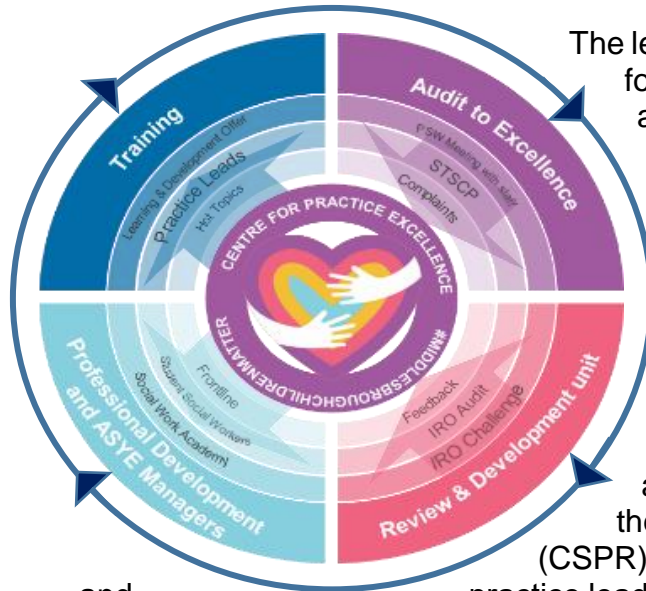 The le
fo
a
Training
Learning & Development Offer
Practice Leads
Hot Topics
Audit to Excellence
PSW Meeting with staff
STSCP
Complaints
CENTRE FOR PRACTICE EXCELLENCE
#MIDDLESBROUGHCHILDRENMATTER
Professional Development
and ASYE Managers
Social Work Academy
Student Social Workers
Frontline
Feedback
IRO Audit
IRO Challenge
Review & Development unit
a
the
(CSPR)
and
practice lead